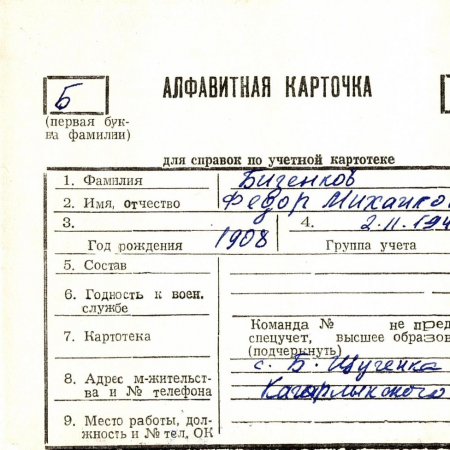 Б
АЛФАВИТНАЯ КАРТОЧКА
(первая бук-
ва фамилии)
для справок по учетной картотеке
1. Фамилия Бизенков
2. Имя, отчество Федор Михайло
3. 4. 2.II.194
Год рождения 1908 Группа учета
5. Состав
6. Годность к воен.
службе
7. Картотека
Команда № не пред
спецучет, высшее образов
(подчеркнуть)
8. Адрес м-жительст-
ва и № телефона
с. Б. Щученка
Кагарлыкского
9. Место работы, дол-
жность и № тел. ОК